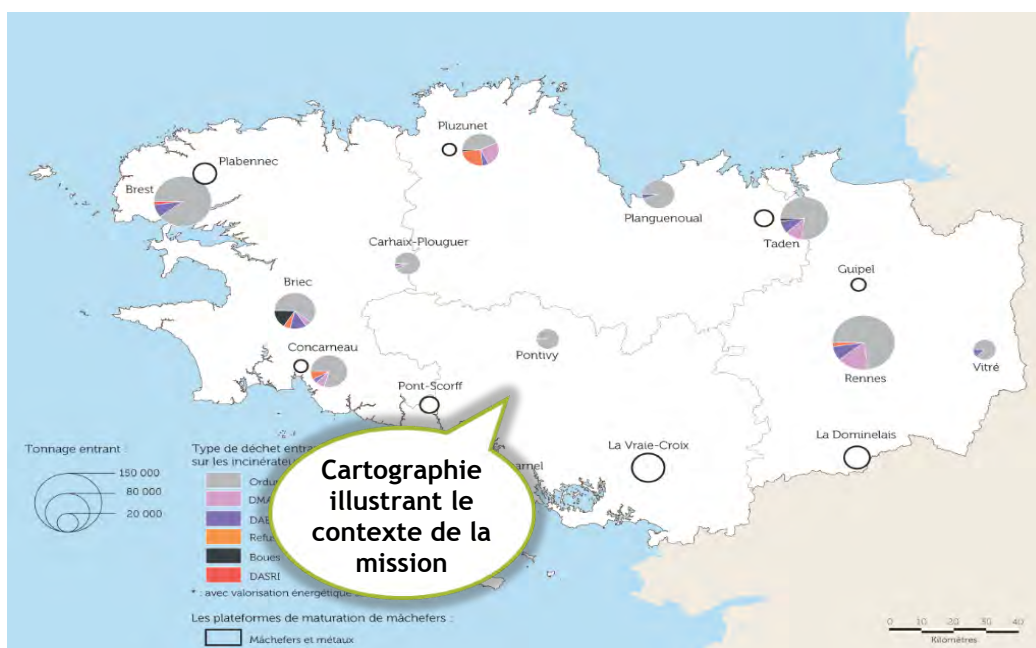 Pluzunet
Plabennec
Brest
Planguenoual
Taden
Carhaix-Plouguer
Guipel
Briec
Pontivy
Concarneau
Rennes
Vitré
Pont-Scorff
La Vraie-Croix
La Dominelais
Cartographie
illustrant le
contexte de la
mission
Tonnage entrant
150 000
80 000
20 000
Type de déchet entra
sur les incinérateu
Ordu
DMA
DAE
Refus
Boues
DASRI
* : avec valorisation énergétique
Les plateformes de maturation de mâchefers :
Mâchefers et métaux
0 10 20 30 40
Kilomètres